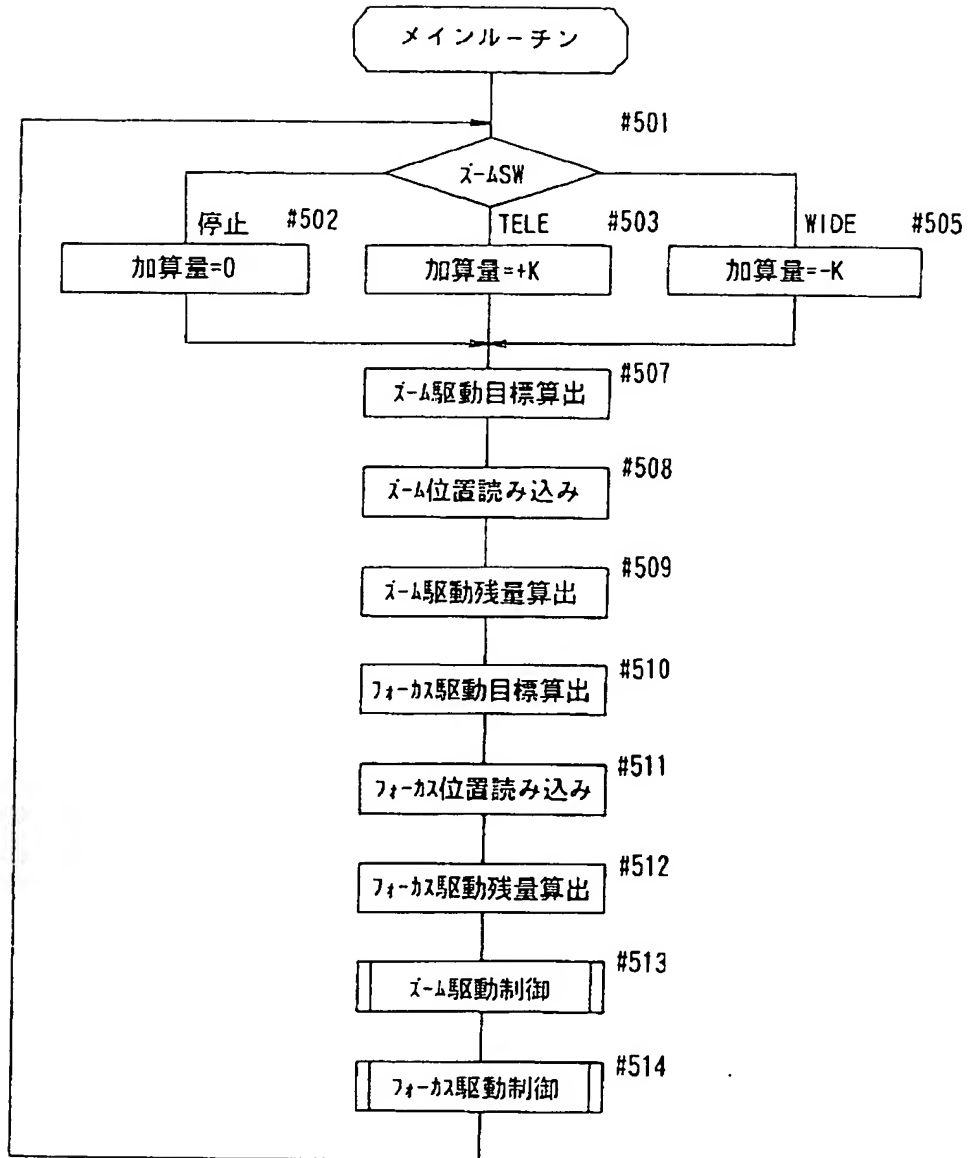 メインルーチン
#501
ズームSW
停止 #502 TELE #503 WIDE #505
加算量=0 加算量=+K 加算量=-K
#507
ズーム駆動目標算出
#508
ズーム位置読み込み
#509
ズーム駆動残量算出
#510
フォーカス駆動目標算出
#511
フォーカス位置読み込み
#512
フォーカス駆動残量算出
#513
ズーム駆動制御
#514
フォーカス駆動制御